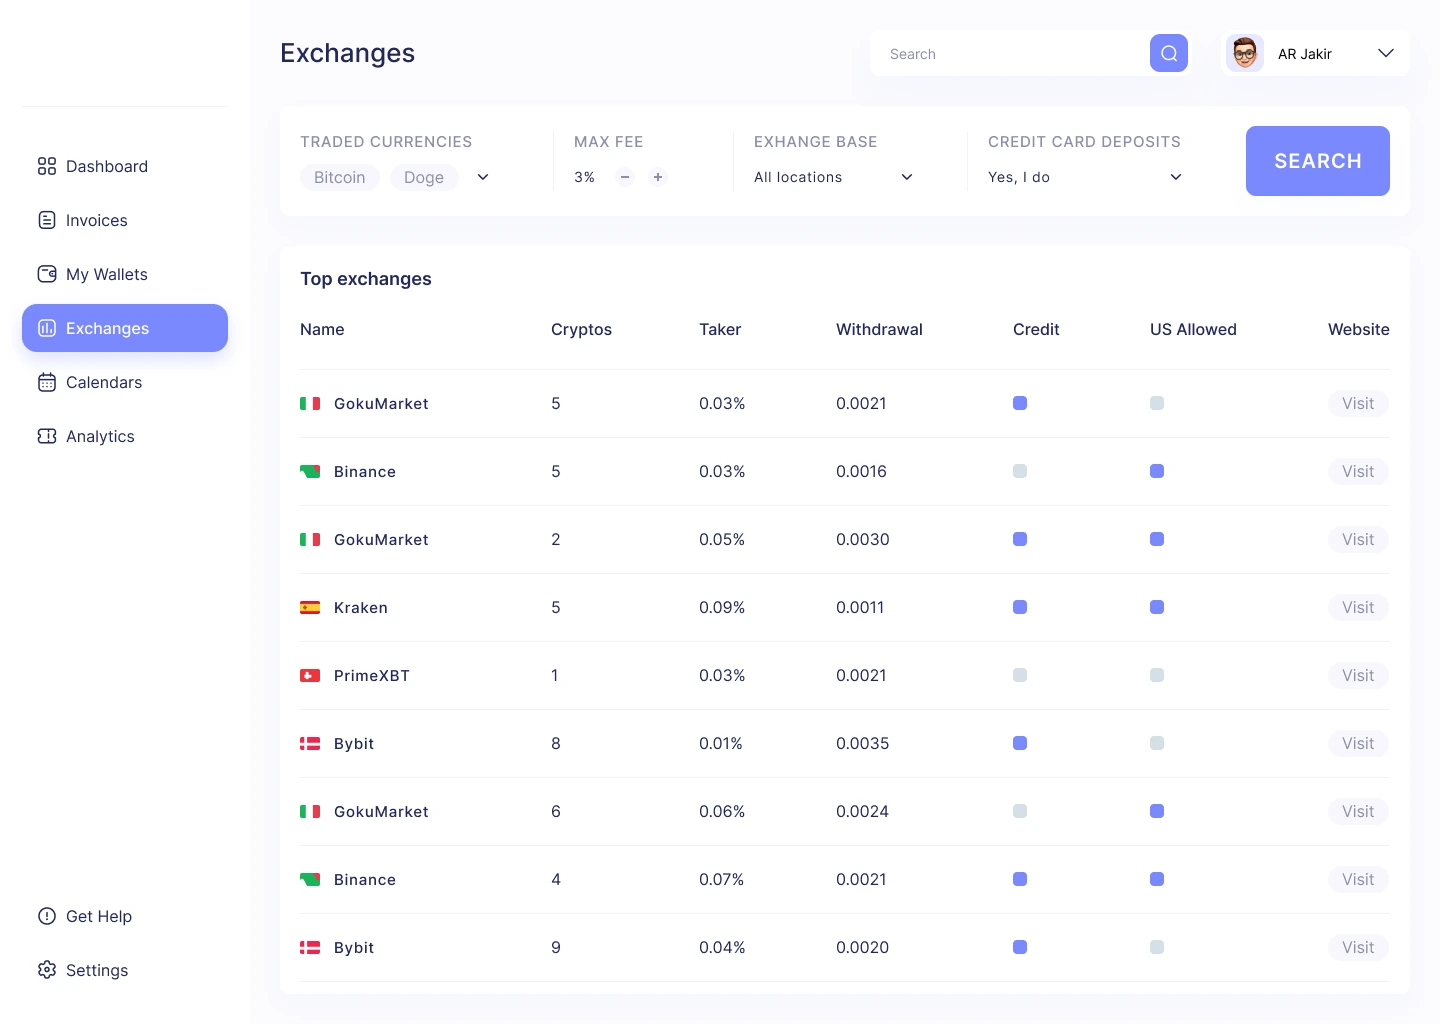 Exchanges
Search
AR Jakir
Dashboard
Invoices
My Wallets
Exchanges
Calendars
Analytics
Get Help
Settings
TRADED CURRENCIES
Bitcoin Doge
MAX FEE
3% − +
EXHANGE BASE
All locations
CREDIT CARD DEPOSITS
Yes, I do
SEARCH
Top exchanges
Name Cryptos Taker Withdrawal Credit US Allowed Website
GokuMarket 5 0.03% 0.0021 Visit
Binance 5 0.03% 0.0016 Visit
GokuMarket 2 0.05% 0.0030 Visit
Kraken 5 0.09% 0.0011 Visit
PrimeXBT 1 0.03% 0.0021 Visit
Bybit 8 0.01% 0.0035 Visit
GokuMarket 6 0.06% 0.0024 Visit
Binance 4 0.07% 0.0021 Visit
Bybit 9 0.04% 0.0020 Visit